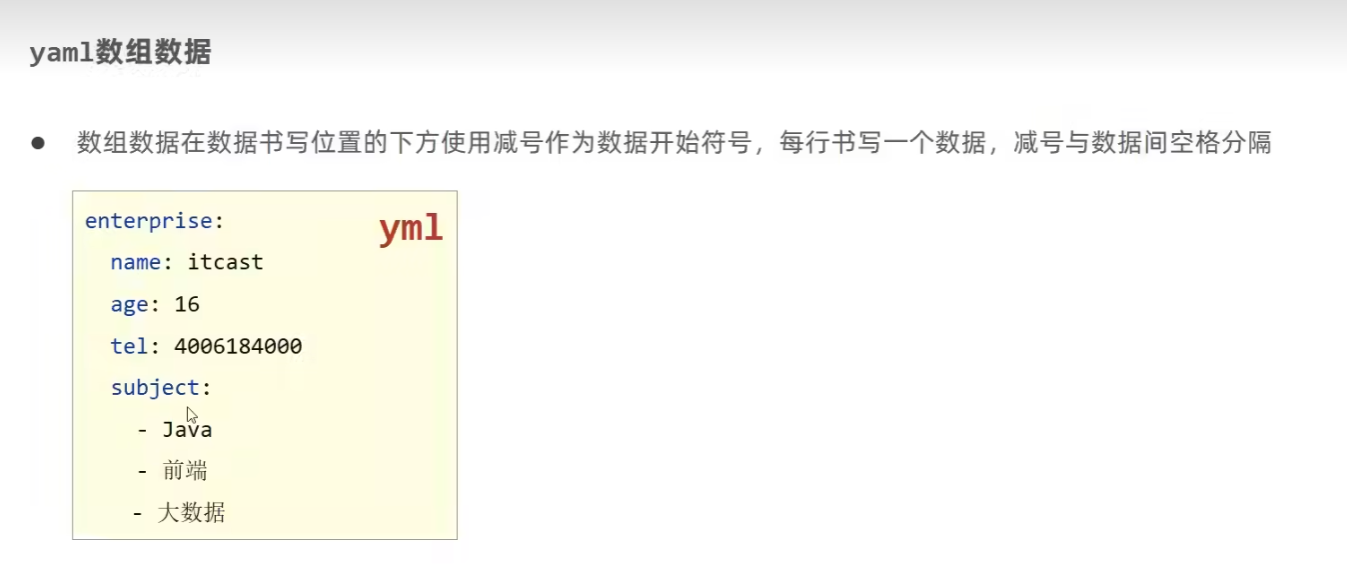 yaml数组数据
● 数组数据在数据书写位置的下方使用减号作为数据开始符号，每行书写一个数据，减号与数据间空格分隔
enterprise:
yml
name: itcast
age: 16
tel: 4006184000
subject:
- Java
- 前端
- 大数据